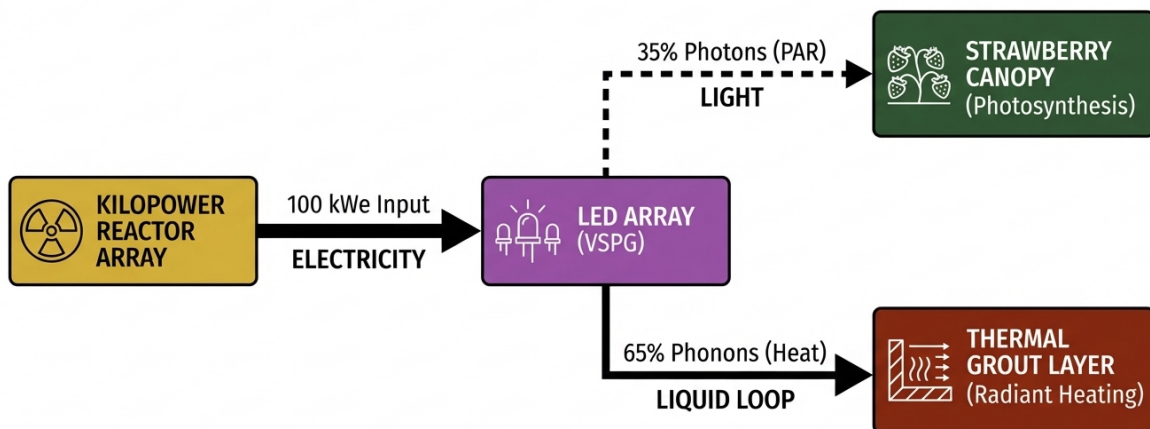 35% Photons (PAR)
LIGHT
STRAWBERRY
CANOPY
(Photosynthesis)
KILOPOWER
REACTOR
ARRAY
100 kWe Input
ELECTRICITY
LED ARRAY
(VSPG)
65% Phonons (Heat)
LIQUID LOOP
THERMAL
GROUT LAYER
(Radiant Heating)